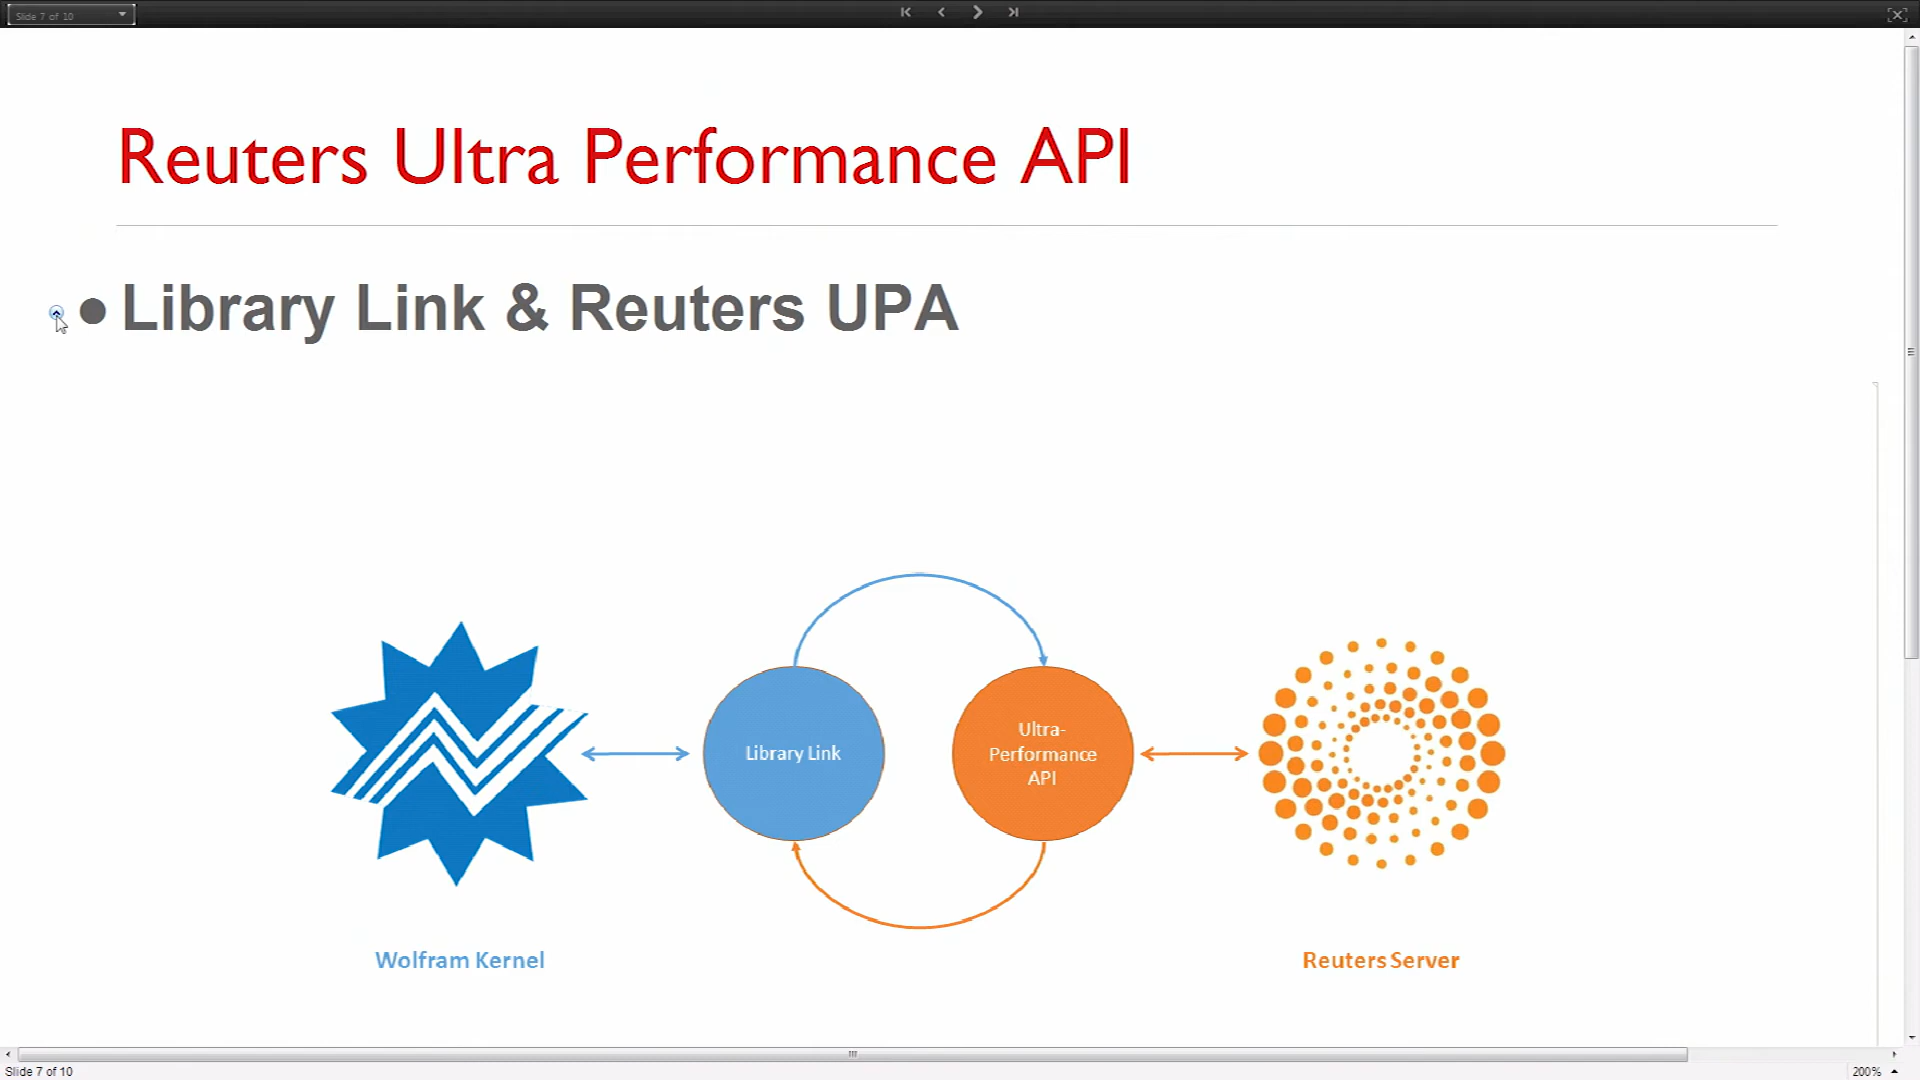 Slide 7 of 10
Reuters Ultra Performance API
● Library Link & Reuters UPA
Library Link
Ultra-
Performance
API
Wolfram Kernel
Reuters Server
Slide 7 of 10
200%